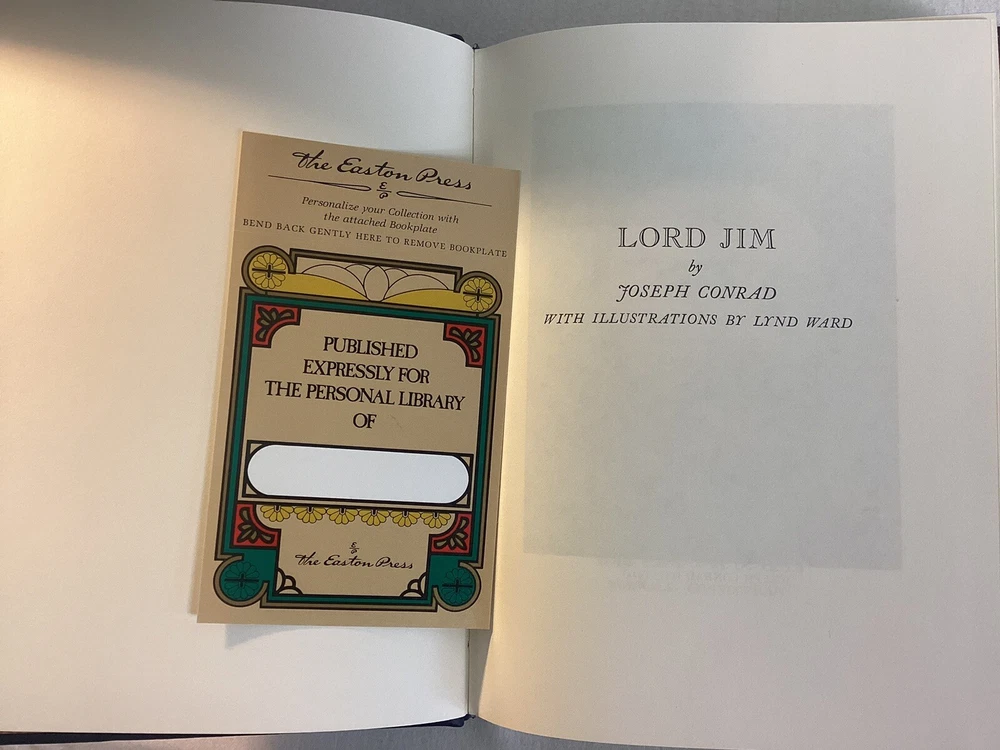 the Easton Press
E
P
Personalize your Collection with
the attached Bookplate
BEND BACK GENTLY HERE TO REMOVE BOOKPLATE
PUBLISHED
EXPRESSLY FOR
THE PERSONAL LIBRARY
OF
E
P
the Easton Press
LORD JIM
by
JOSEPH CONRAD
WITH ILLUSTRATIONS BY LYND WARD